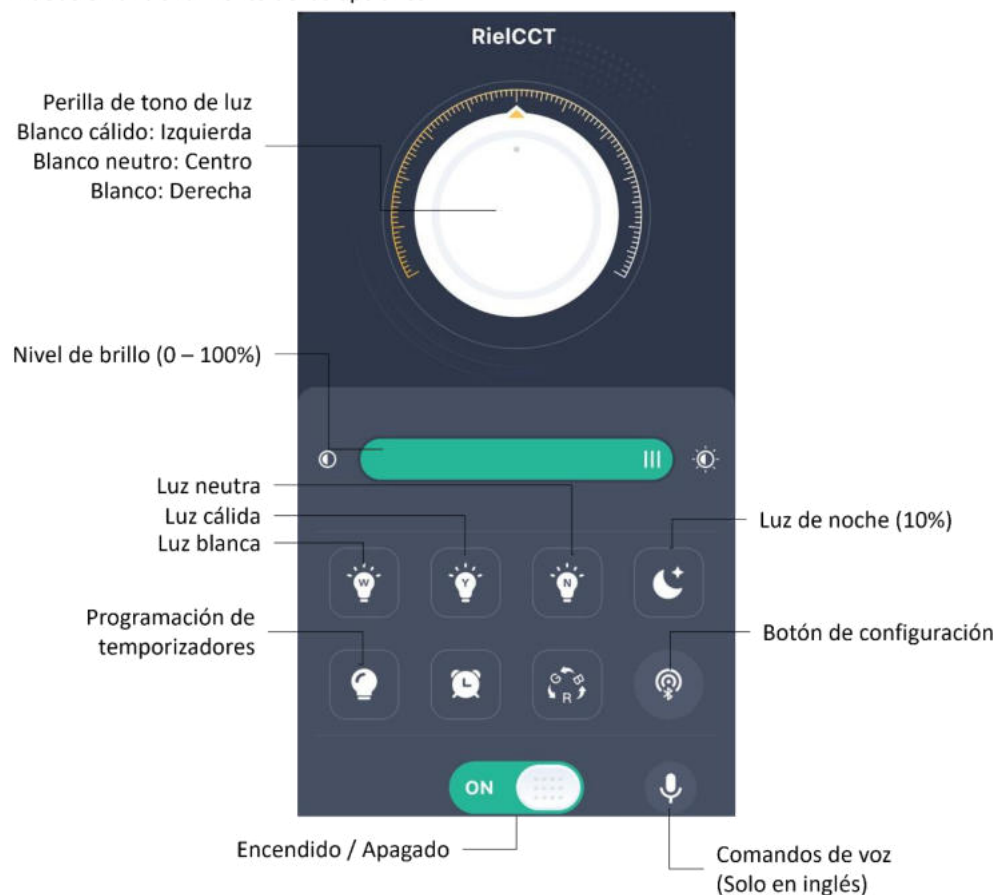 RielCCT
Perilla de tono de luz
Blanco cálido: Izquierda
Blanco neutro: Centro
Blanco: Derecha
Nivel de brillo (0 – 100%)
Luz neutra
Luz cálida
Luz blanca
Luz de noche (10%)
W
Y
N
Programación de
temporizadores
Botón de configuración
G B
R
ON
Encendido / Apagado
Comandos de voz
(Solo en inglés)